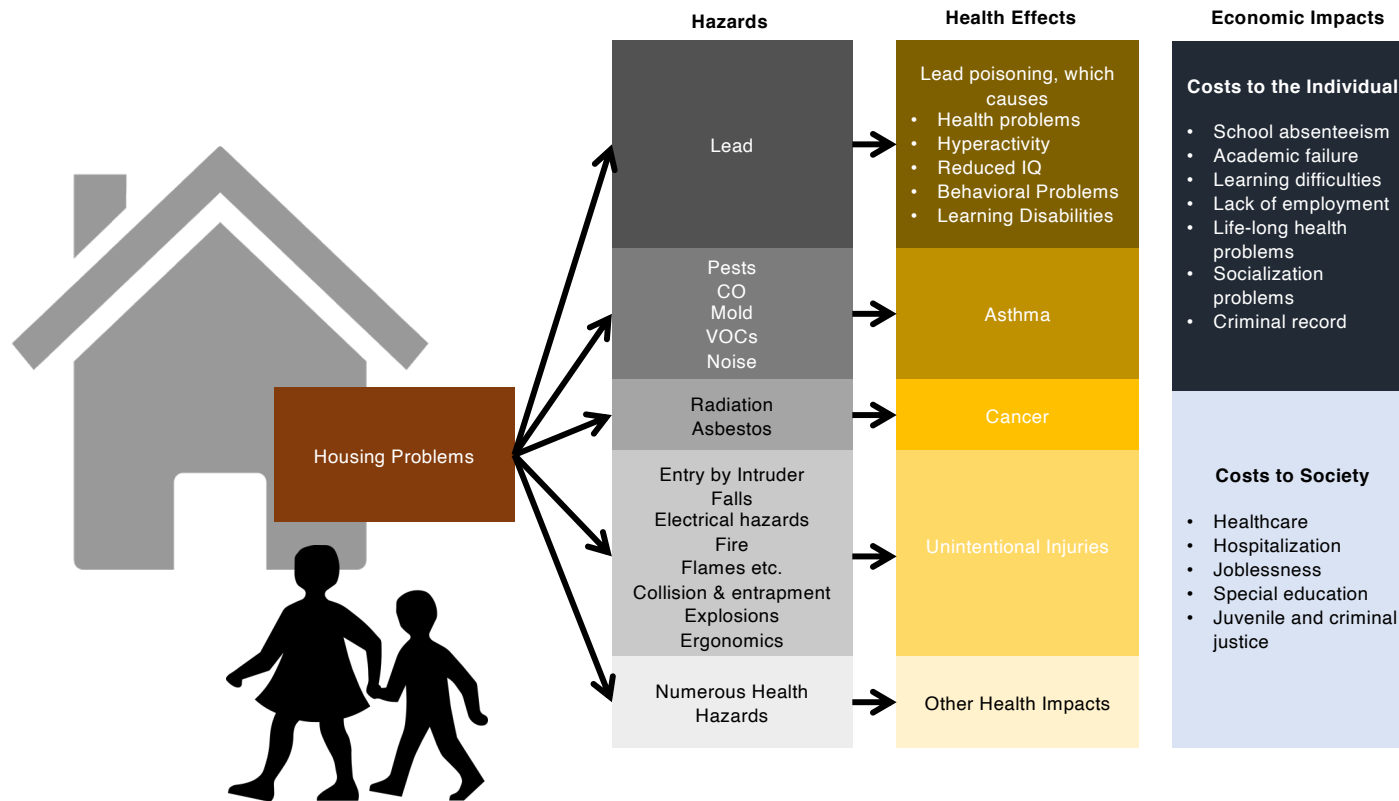 Hazards
Health Effects
Economic Impacts
Housing Problems
Lead
Pests
CO
Mold
VOCs
Noise
Radiation
Asbestos
Entry by Intruder
Falls
Electrical hazards
Fire
Flames etc.
Collision & entrapment
Explosions
Ergonomics
Numerous Health
Hazards
Lead poisoning, which
causes
• Health problems
• Hyperactivity
• Reduced IQ
• Behavioral Problems
• Learning Disabilities
Asthma
Cancer
Unintentional Injuries
Other Health Impacts
Costs to the Individual
• School absenteeism
• Academic failure
• Learning difficulties
• Lack of employment
• Life-long health
problems
• Socialization
problems
• Criminal record
Costs to Society
• Healthcare
• Hospitalization
• Joblessness
• Special education
• Juvenile and criminal
justice